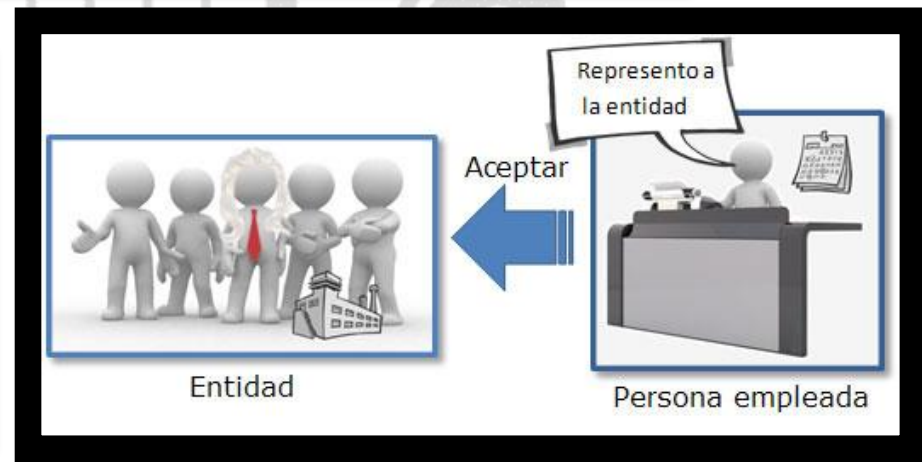 Represento a
la entidad
Aceptar
Entidad
Persona empleada